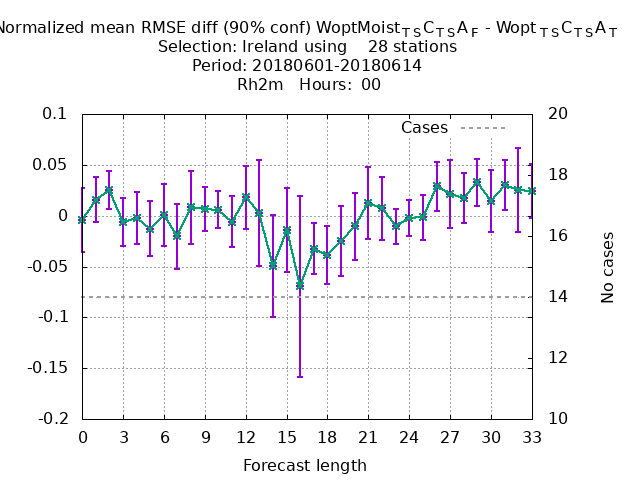 Normalized mean RMSE diff (90% conf) WoptMoist_TSC_TSA_F - Wopt_TSC_TSA_T
Selection: Ireland using 28 stations
Period: 20180601-20180614
Rh2m Hours: 00
Cases
0.1
0.05
0
-0.05
-0.1
-0.15
-0.2
20
18
16
14
12
10
No cases
0 3 6 9 12 15 18 21 24 27 30 33
Forecast length